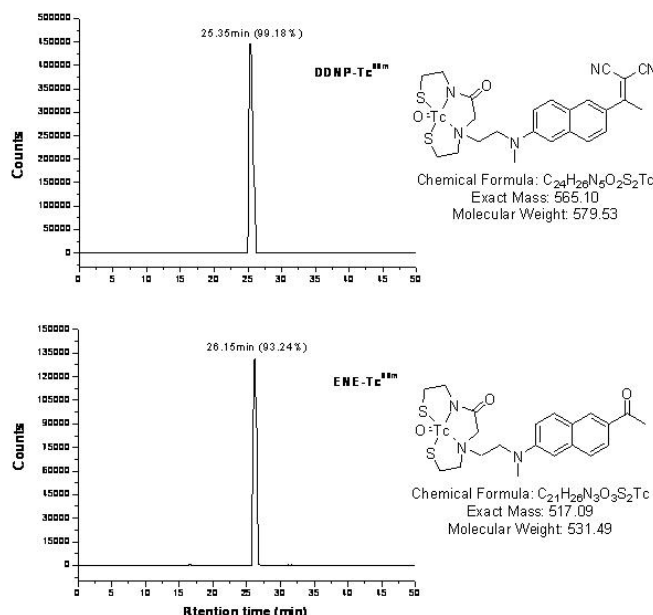 500000
450000
400000
350000
300000
250000
200000
150000
100000
50000
0
Counts
25.35min (99.18%)
DDNP-Tc⁹⁹ᵐ
0 5 10 15 20 25 30 35 40 45 50
NC CN
N O
S
O Tc
S N
N
Chemical Formula: C₂₄H₂₆N₅O₂S₂Tc
Exact Mass: 565.10
Molecular Weight: 579.53
150000
135000
120000
105000
90000
75000
60000
45000
30000
15000
0
Counts
26.15min (93.24%)
ENE-Tc⁹⁹ᵐ
0 5 10 15 20 25 30 35 40 45 50
Rtention time (min)
O
N O
S
O Tc
S N
N
Chemical Formula: C₂₁H₂₆N₃O₃S₂Tc
Exact Mass: 517.09
Molecular Weight: 531.49